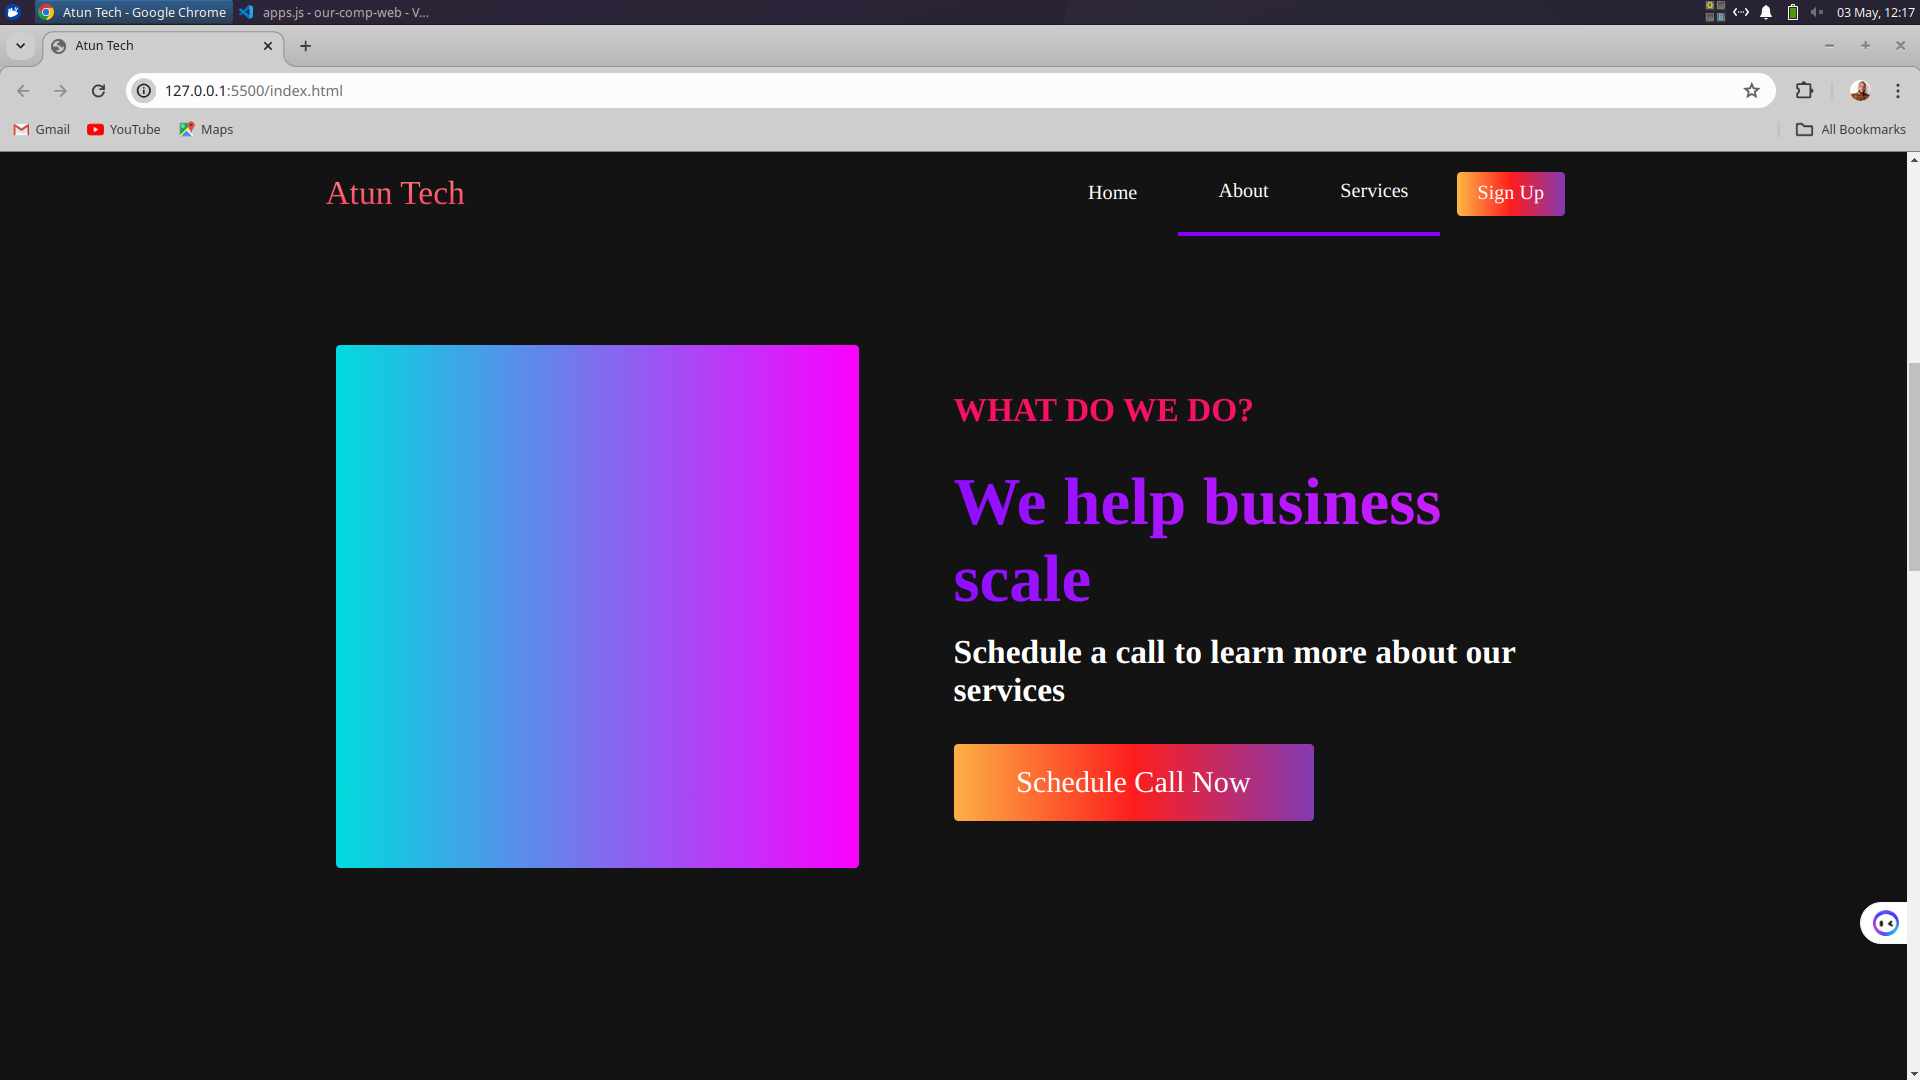 Atun Tech - Google Chrome
apps.js - our-comp-web - V...
03 May, 12:17
Atun Tech
127.0.0.1:5500/index.html
Gmail
YouTube
Maps
All Bookmarks
Atun Tech
Home
About
Services
Sign Up
WHAT DO WE DO?
We help business
scale
Schedule a call to learn more about our
services
Schedule Call Now